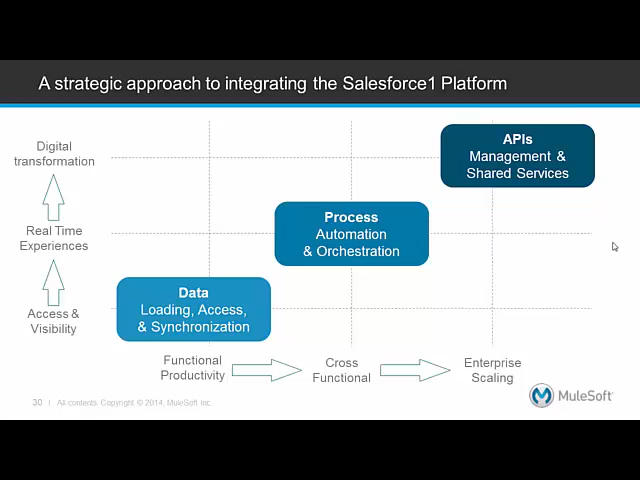 A strategic approach to integrating the Salesforce1 Platform
Digital
transformation
Real Time
Experiences
Access &
Visibility
APIs
Management &
Shared Services
Process
Automation
& Orchestration
Data
Loading, Access,
& Synchronization
Functional
Productivity
Cross
Functional
Enterprise
Scaling
30 | All contents Copyright © 2014, MuleSoft Inc.
MuleSoft